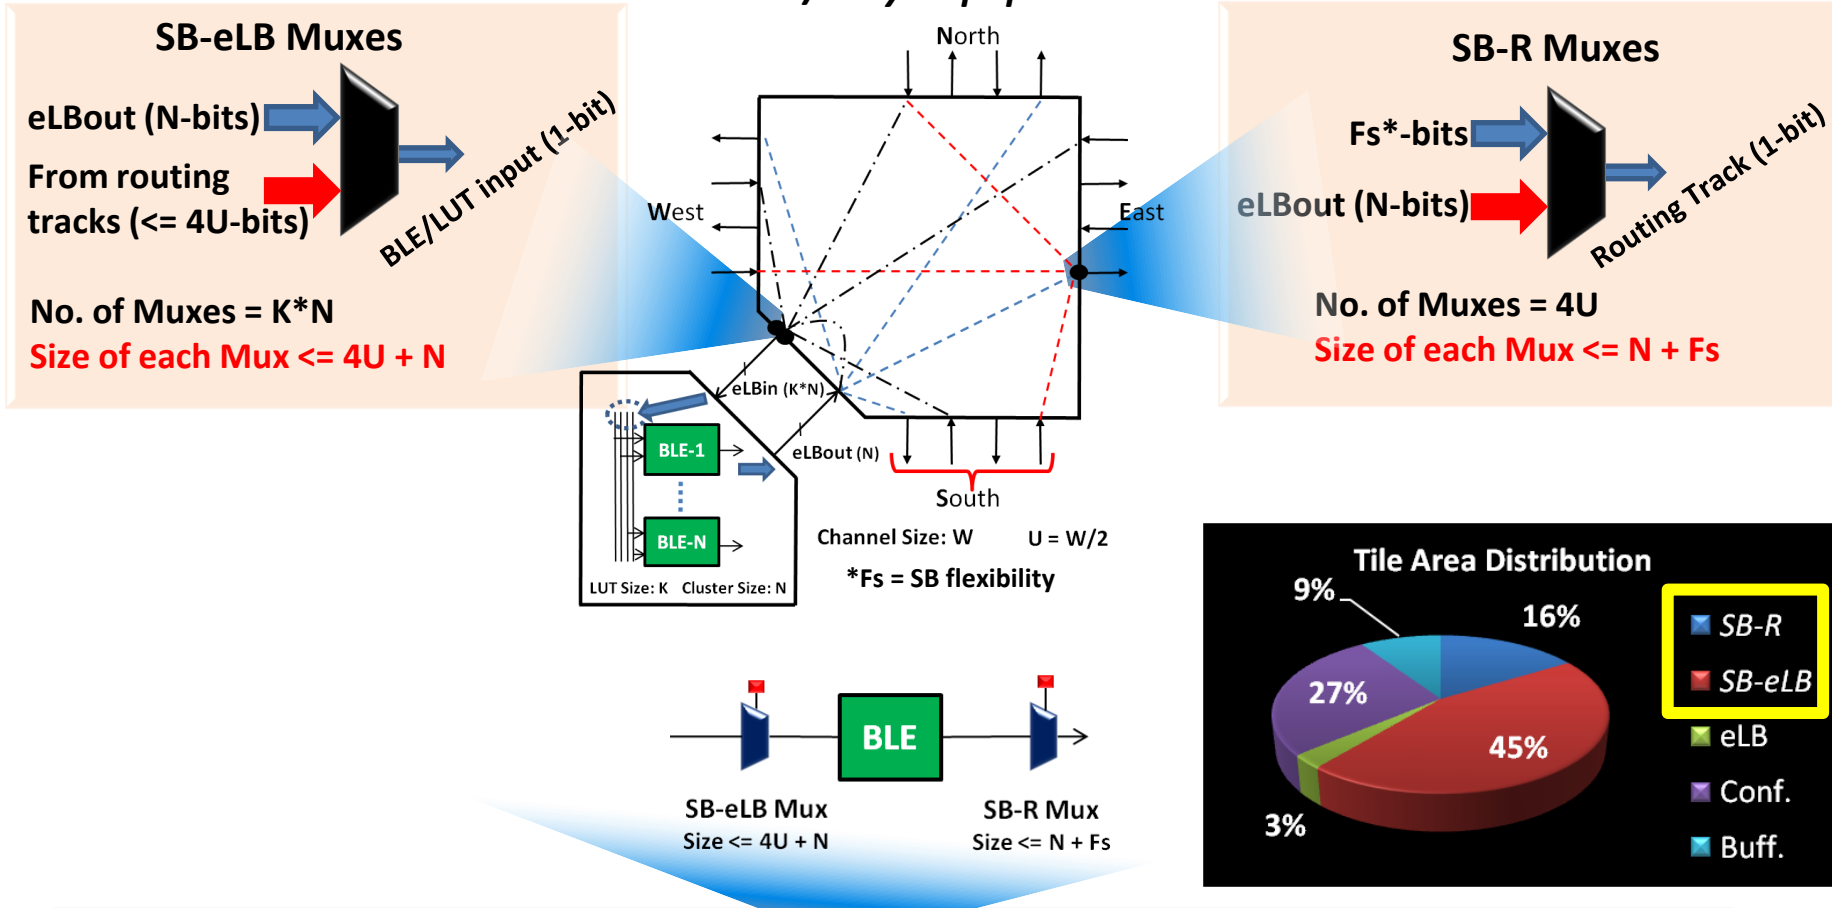 SB-eLB Muxes
eLBout (N-bits)
From routing
tracks (<= 4U-bits)
BLE/LUT input (1-bit)
No. of Muxes = K*N
Size of each Mux <= 4U + N
North
West
East
South
eLBin (K*N)
eLBout (N)
BLE-1
BLE-N
LUT Size: K Cluster Size: N
Channel Size: W U = W/2
*Fs = SB flexibility
SB-R Muxes
Fs*-bits
eLBout (N-bits)
Routing Track (1-bit)
No. of Muxes = 4U
Size of each Mux <= N + Fs
BLE
SB-eLB Mux
Size <= 4U + N
SB-R Mux
Size <= N + Fs
Tile Area Distribution
9%
16%
27%
45%
3%
SB-R
SB-eLB
eLB
Conf.
Buff.